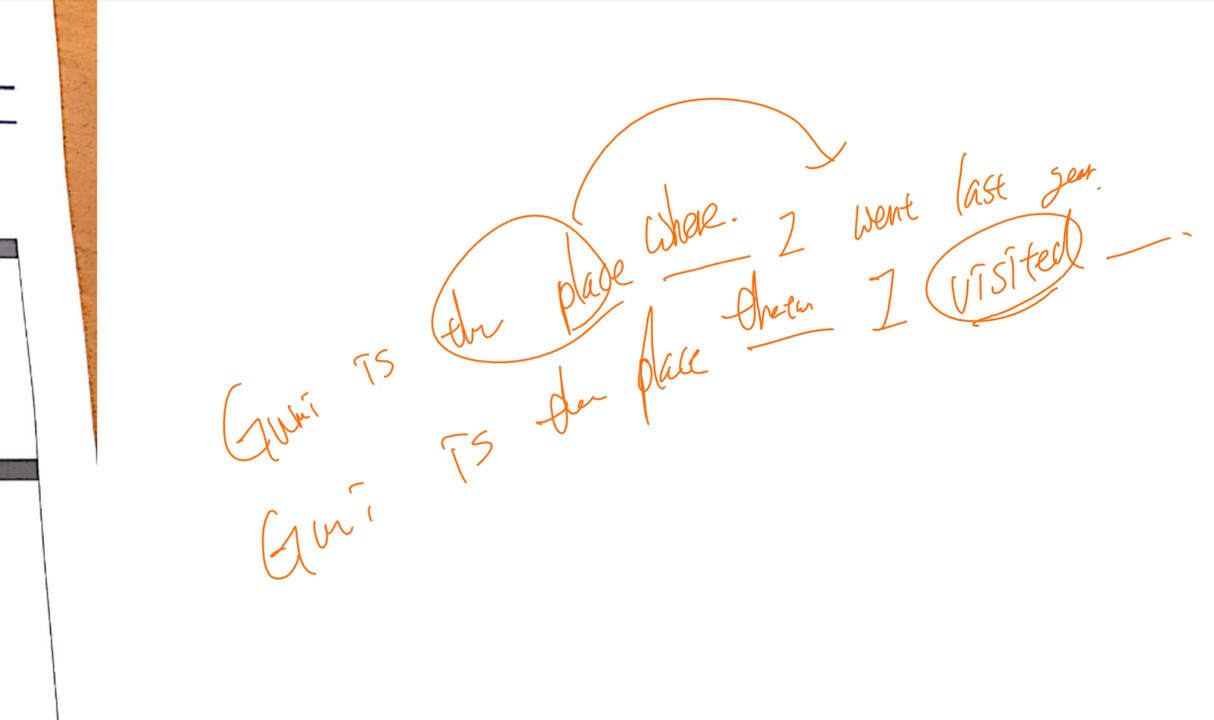 Gumi is the place where. I went last year.
Gumi is the place that I visited .